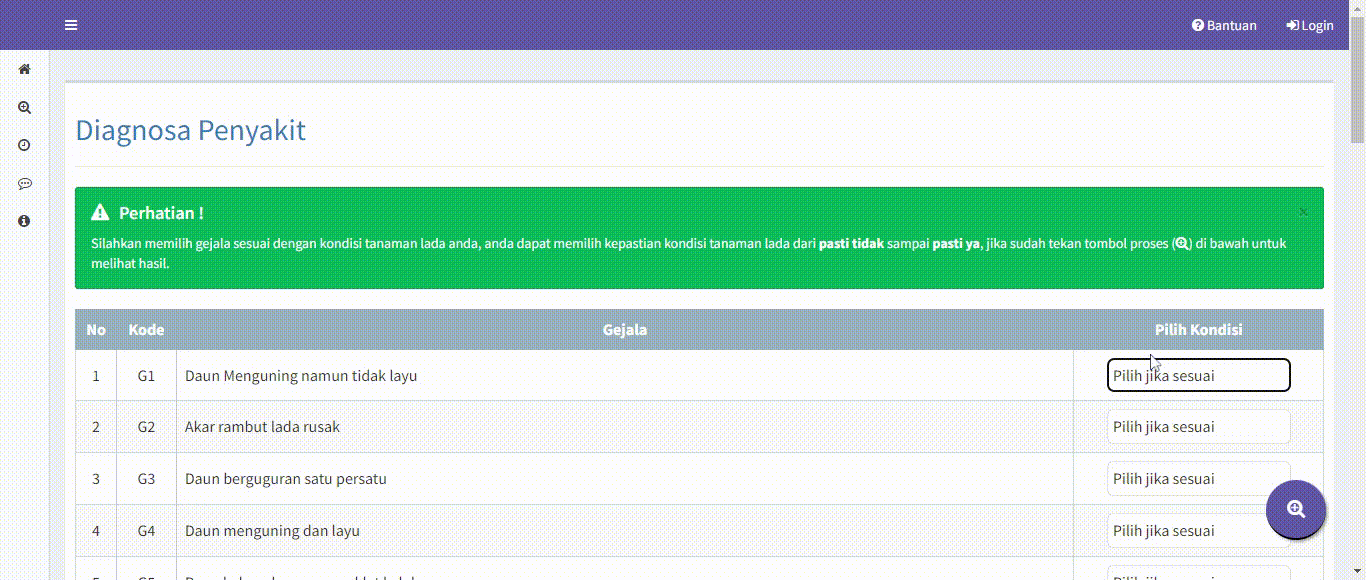 Bantuan Login
Diagnosa Penyakit
Perhatian !
×
Silahkan memilih gejala sesuai dengan kondisi tanaman lada anda, anda dapat memilih kepastian kondisi tanaman lada dari pasti tidak sampai pasti ya, jika sudah tekan tombol proses () di bawah untuk
melihat hasil.
No Kode Gejala Pilih Kondisi
1 G1 Daun Menguning namun tidak layu Pilih jika sesuai
2 G2 Akar rambut lada rusak Pilih jika sesuai
3 G3 Daun berguguran satu persatu Pilih jika sesuai
4 G4 Daun menguning dan layu Pilih jika sesuai